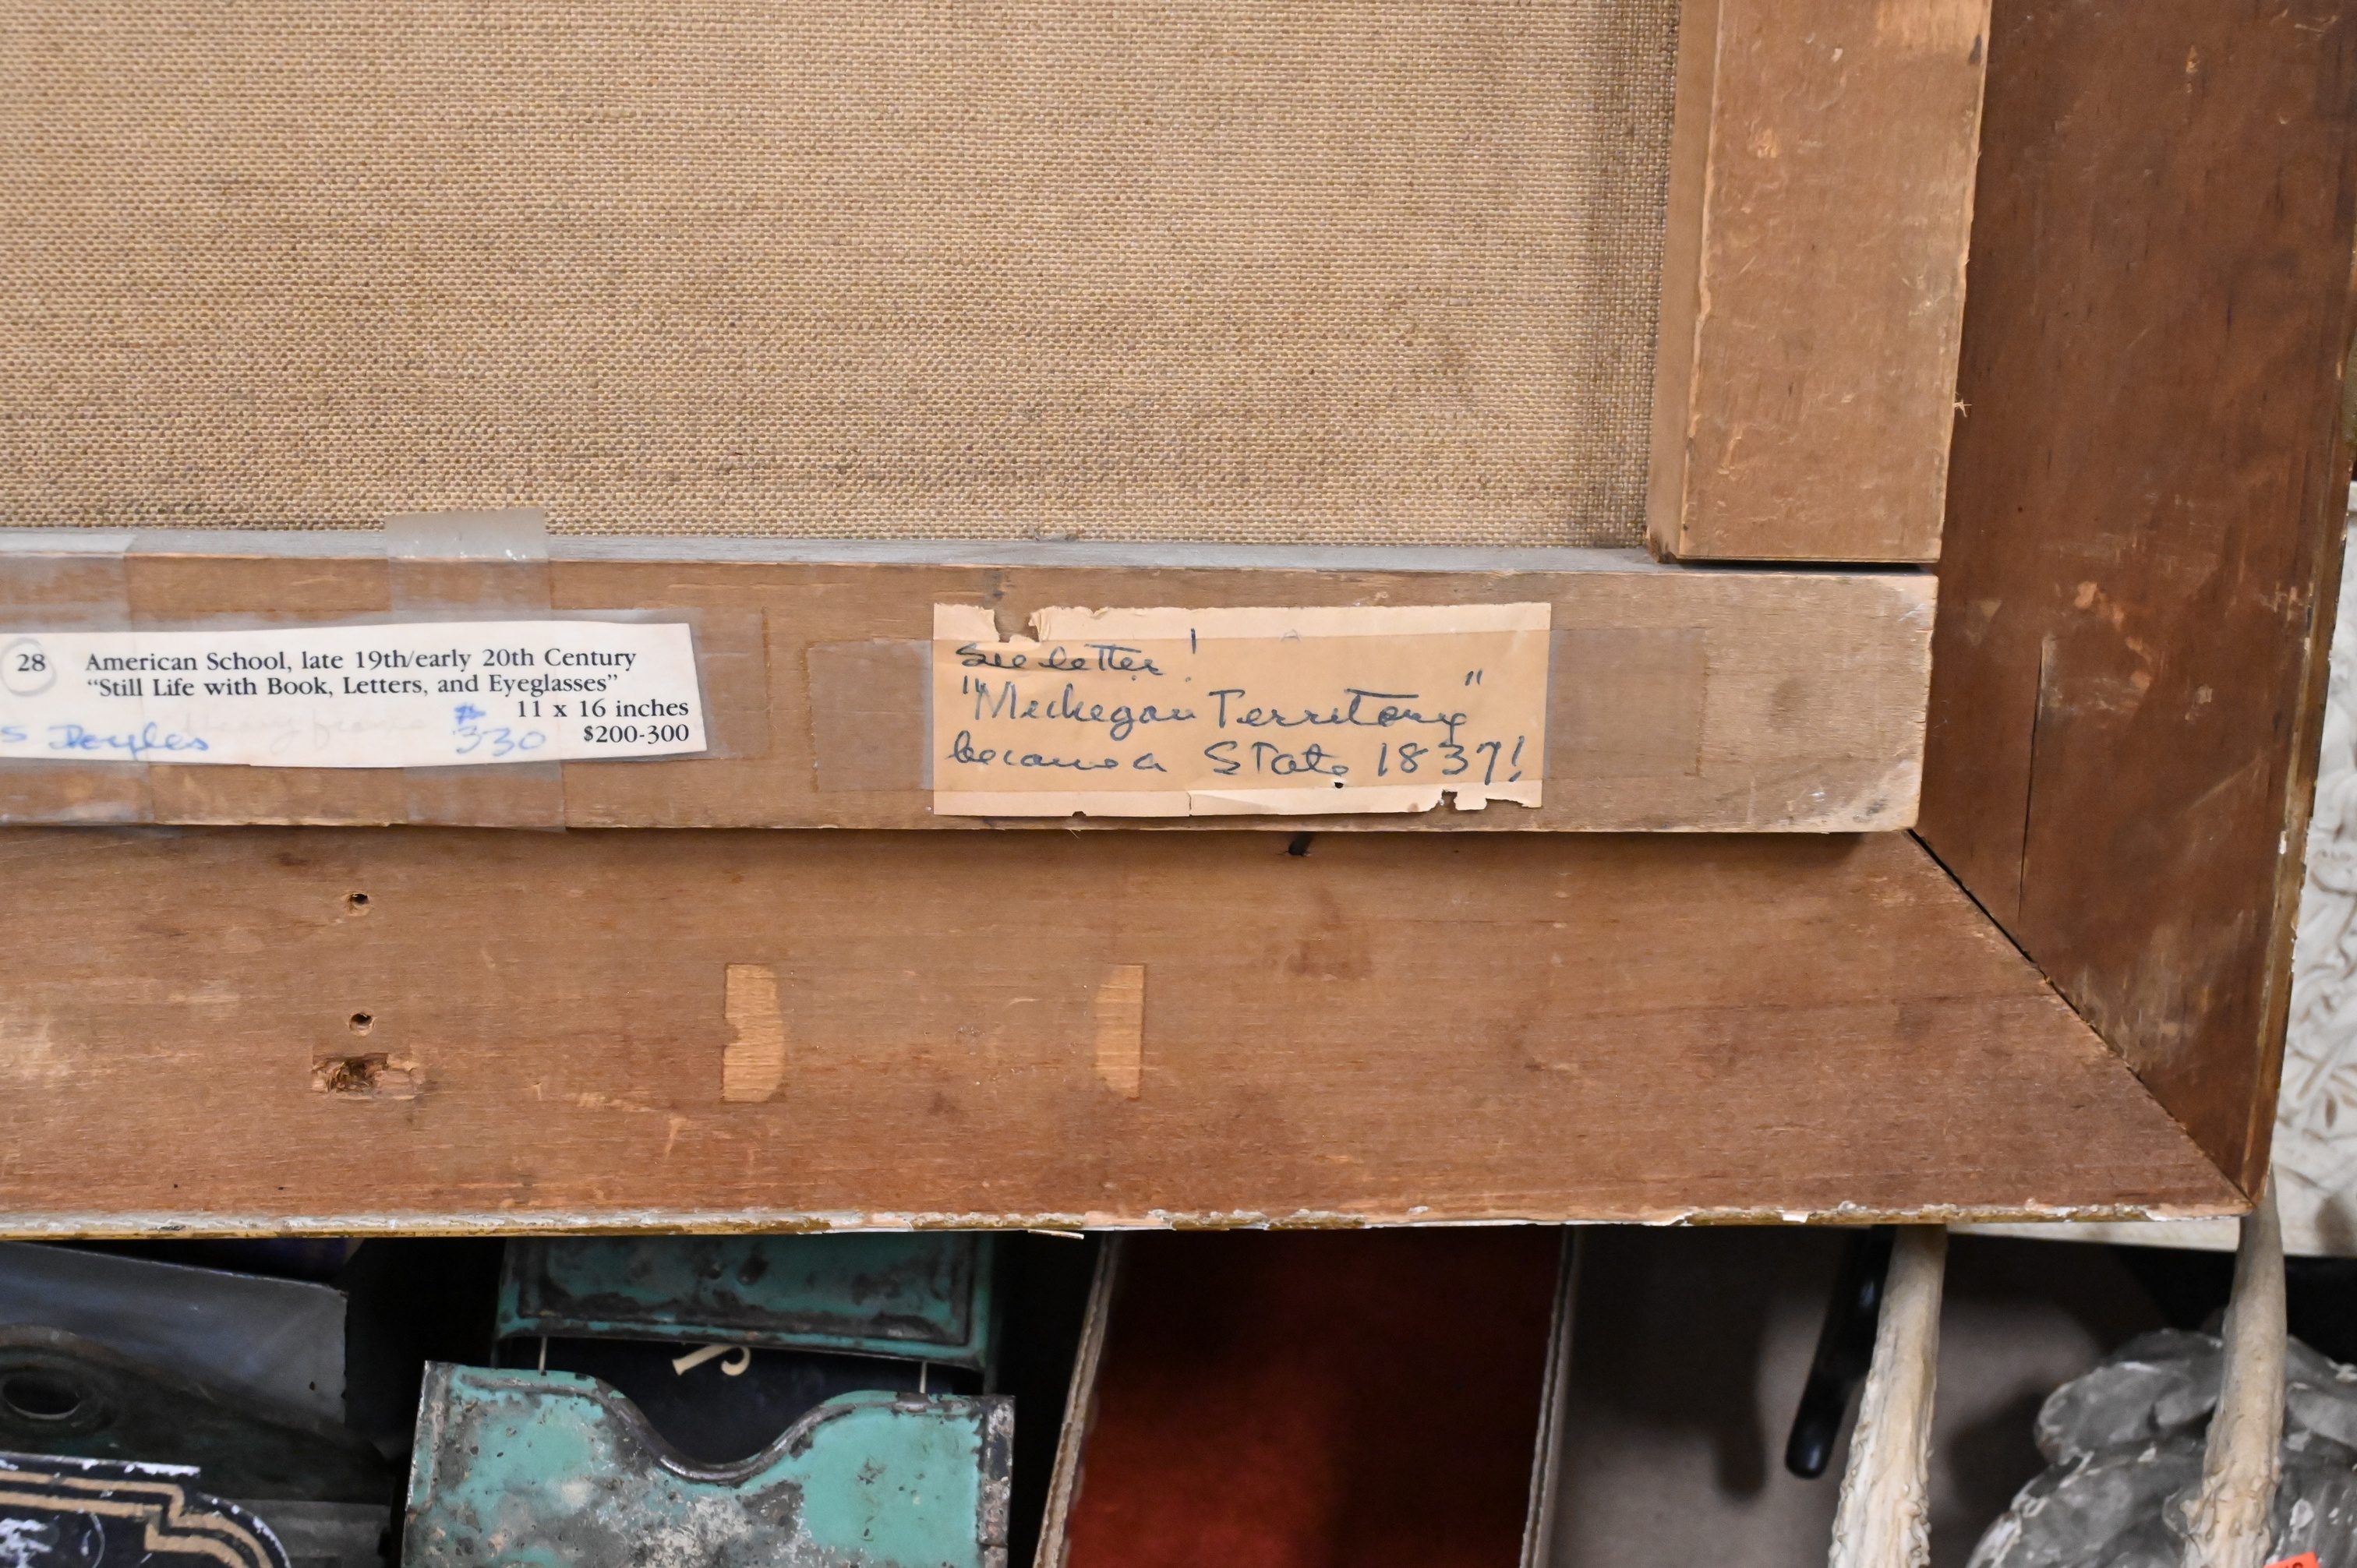 28 American School, late 19th/early 20th Century
"Still Life with Book, Letters, and Eyeglasses"
11 x 16 inches
$200-300
s Doyles $330
See letter!
"Michegan Territory"
became a State 1837!